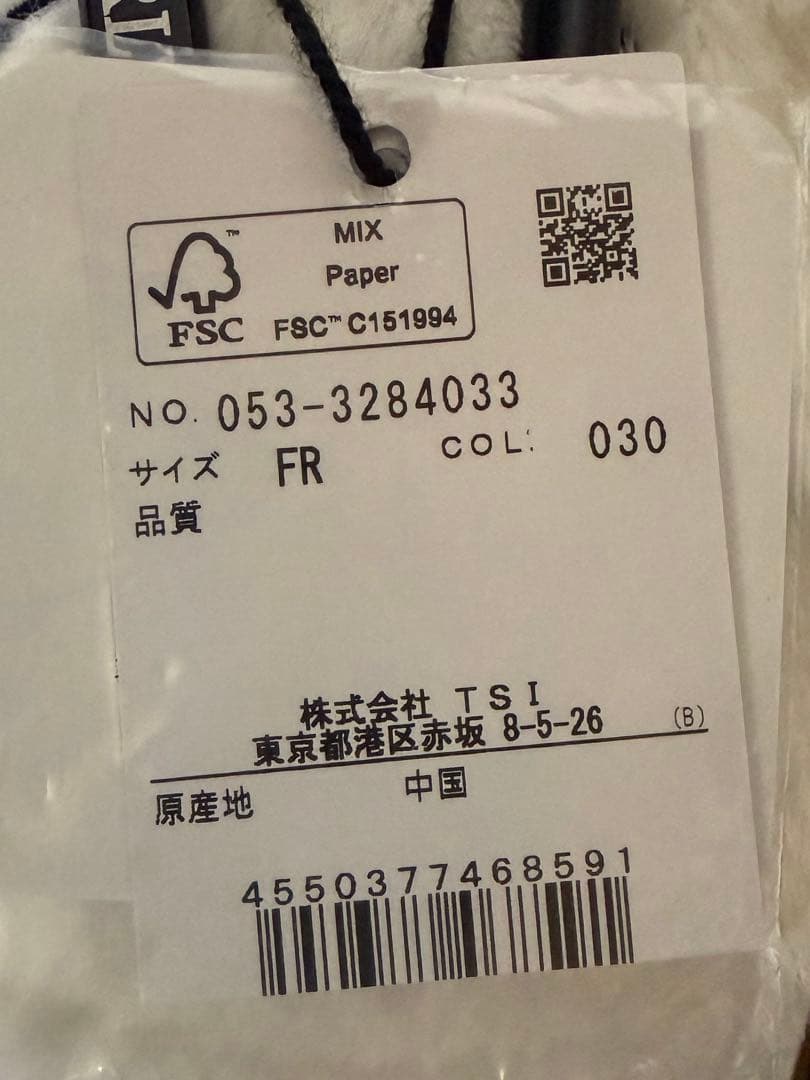 RL
MIX
Paper
FSC™ C151994
FSC
NO. 053-3284033
サイズ FR COL: 030
品質
株式会社 TSI
東京都港区赤坂 8-5-26 (B)
原産地 中国
4550377468591